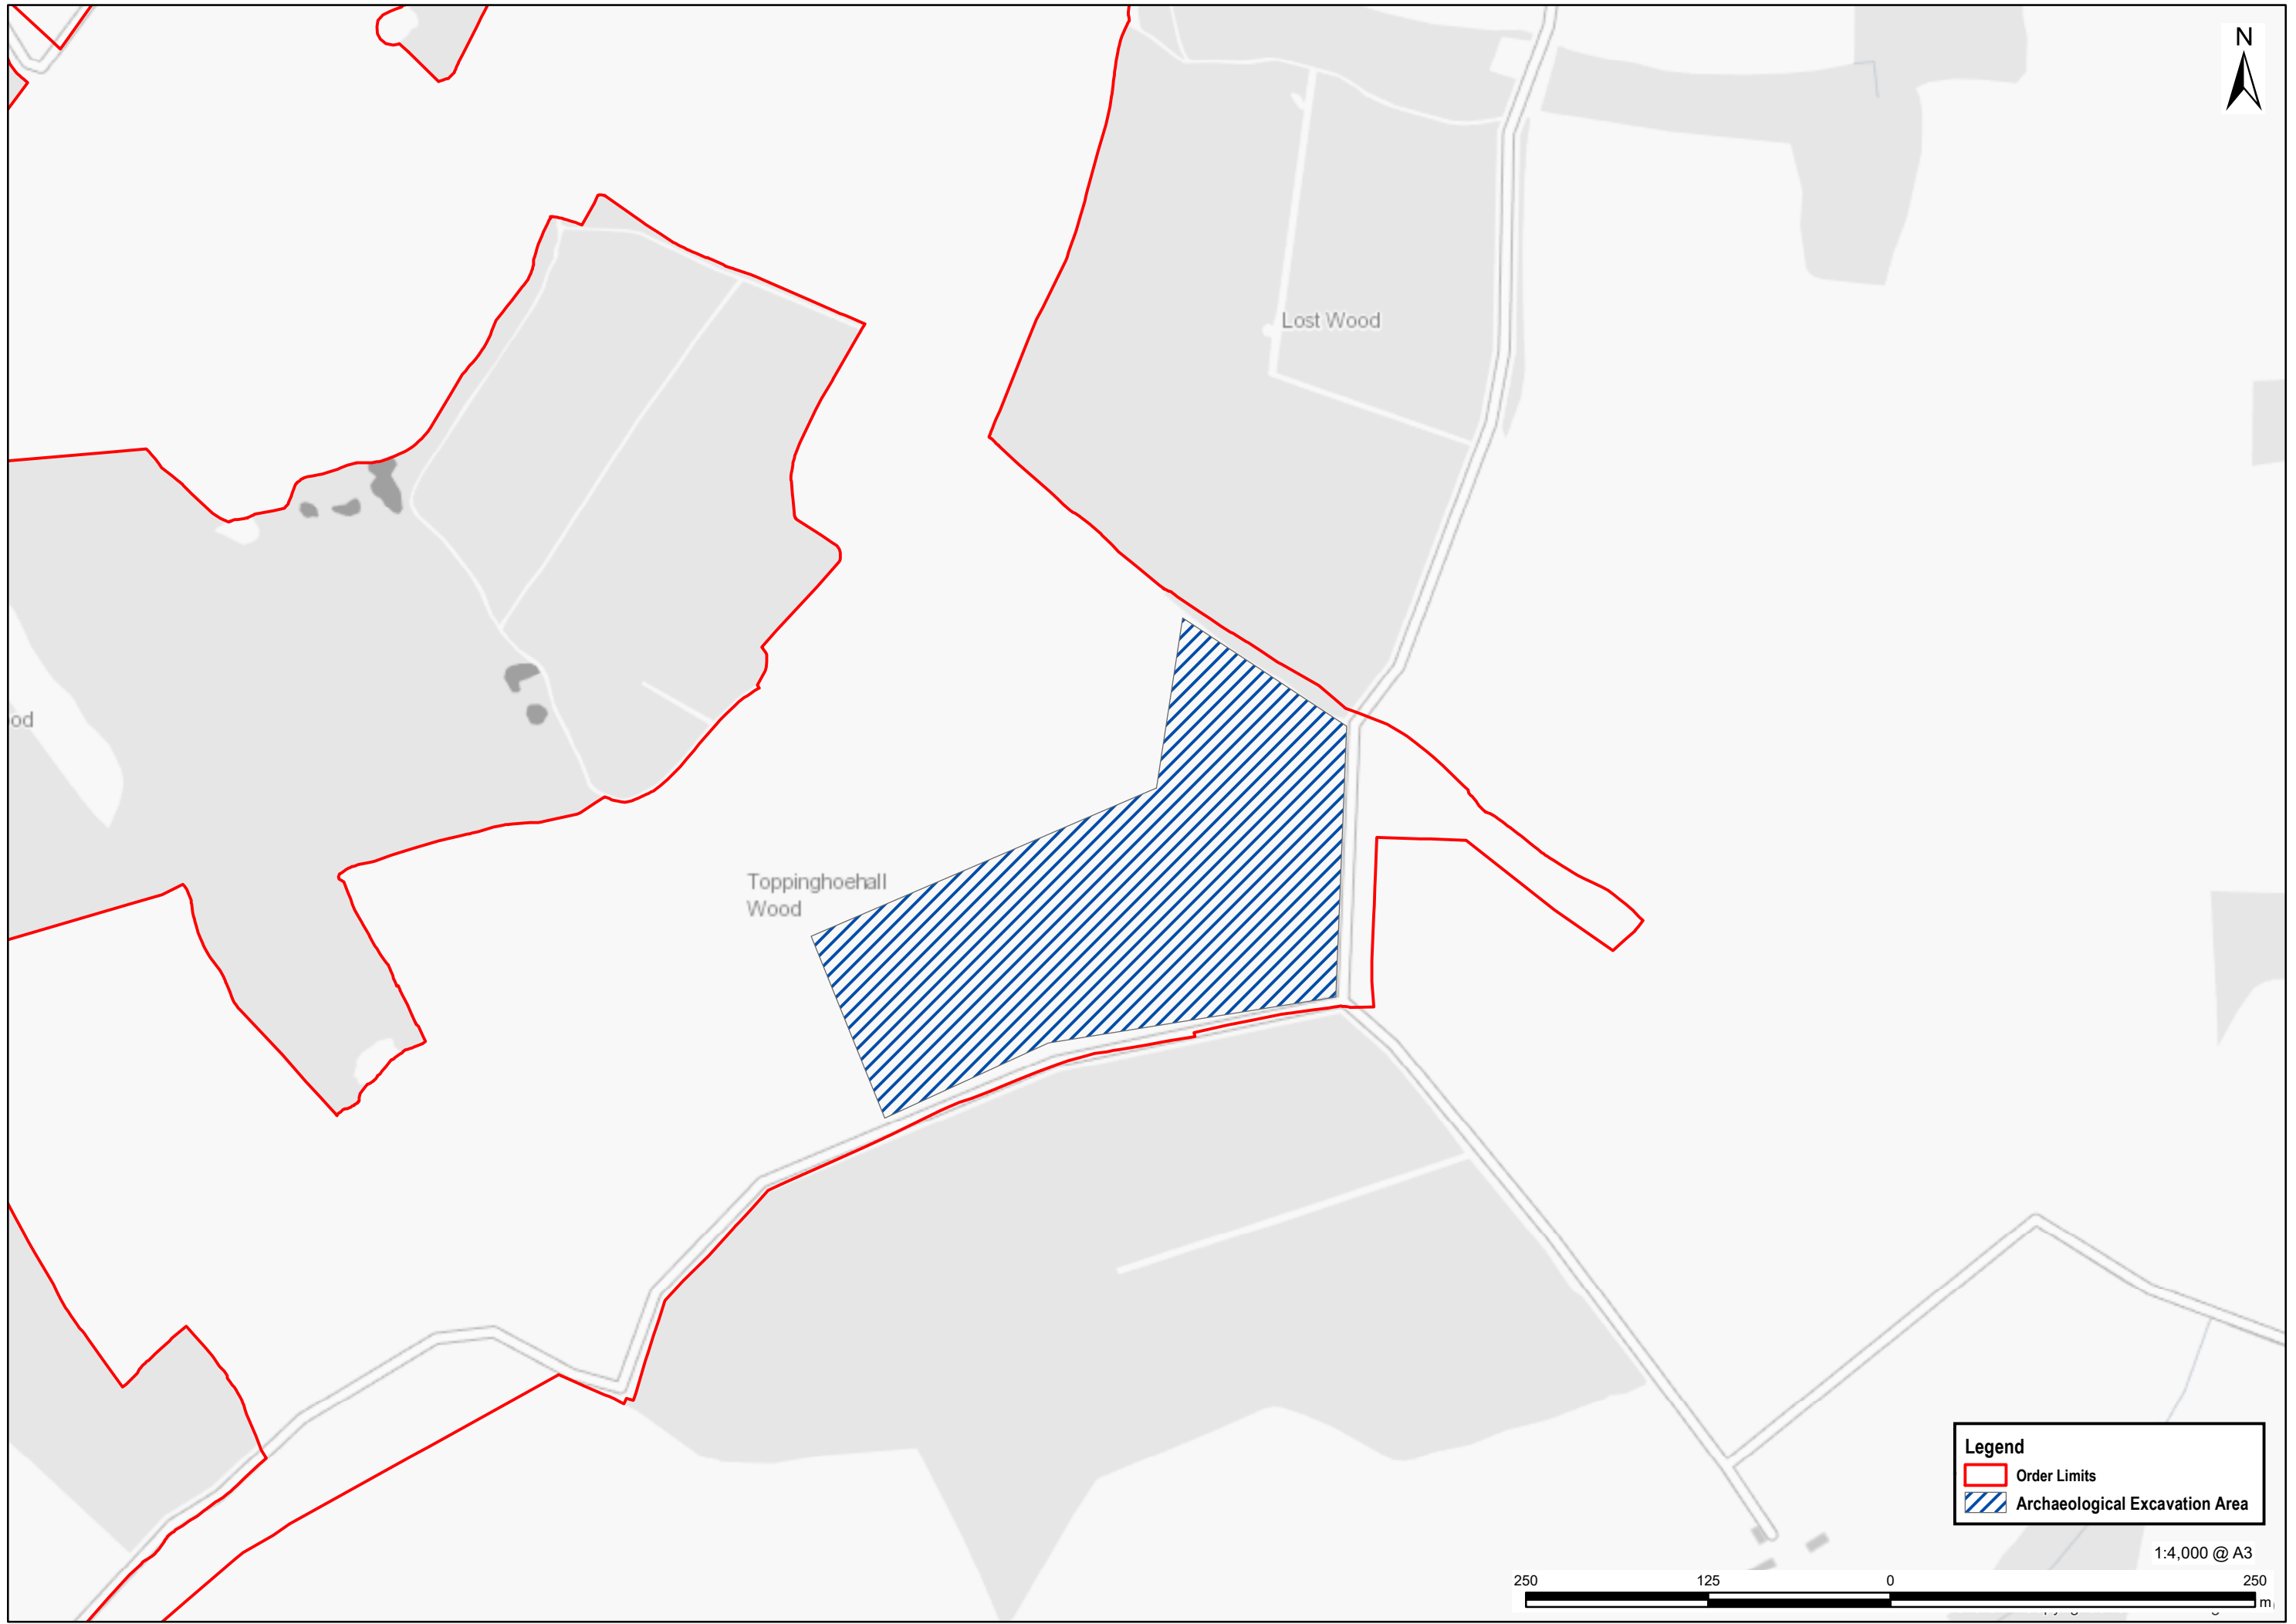 N
Lost Wood
od
Toppinghoehall
Wood
Legend
Order Limits
Archaeological Excavation Area
1:4,000 @ A3
250 125 0 250
m